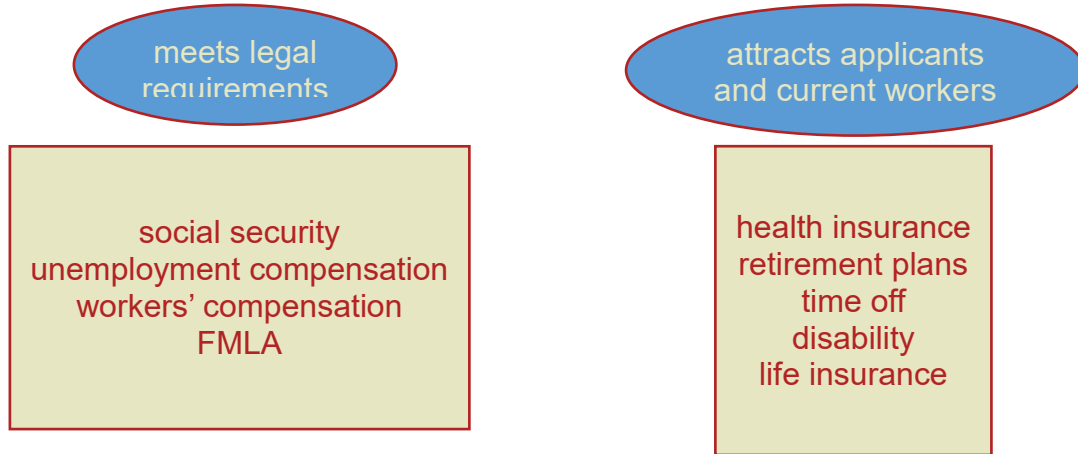 meets legal
requirements
attracts applicants
and current workers
social security
unemployment compensation
workers’ compensation
FMLA
health insurance
retirement plans
time off
disability
life insurance